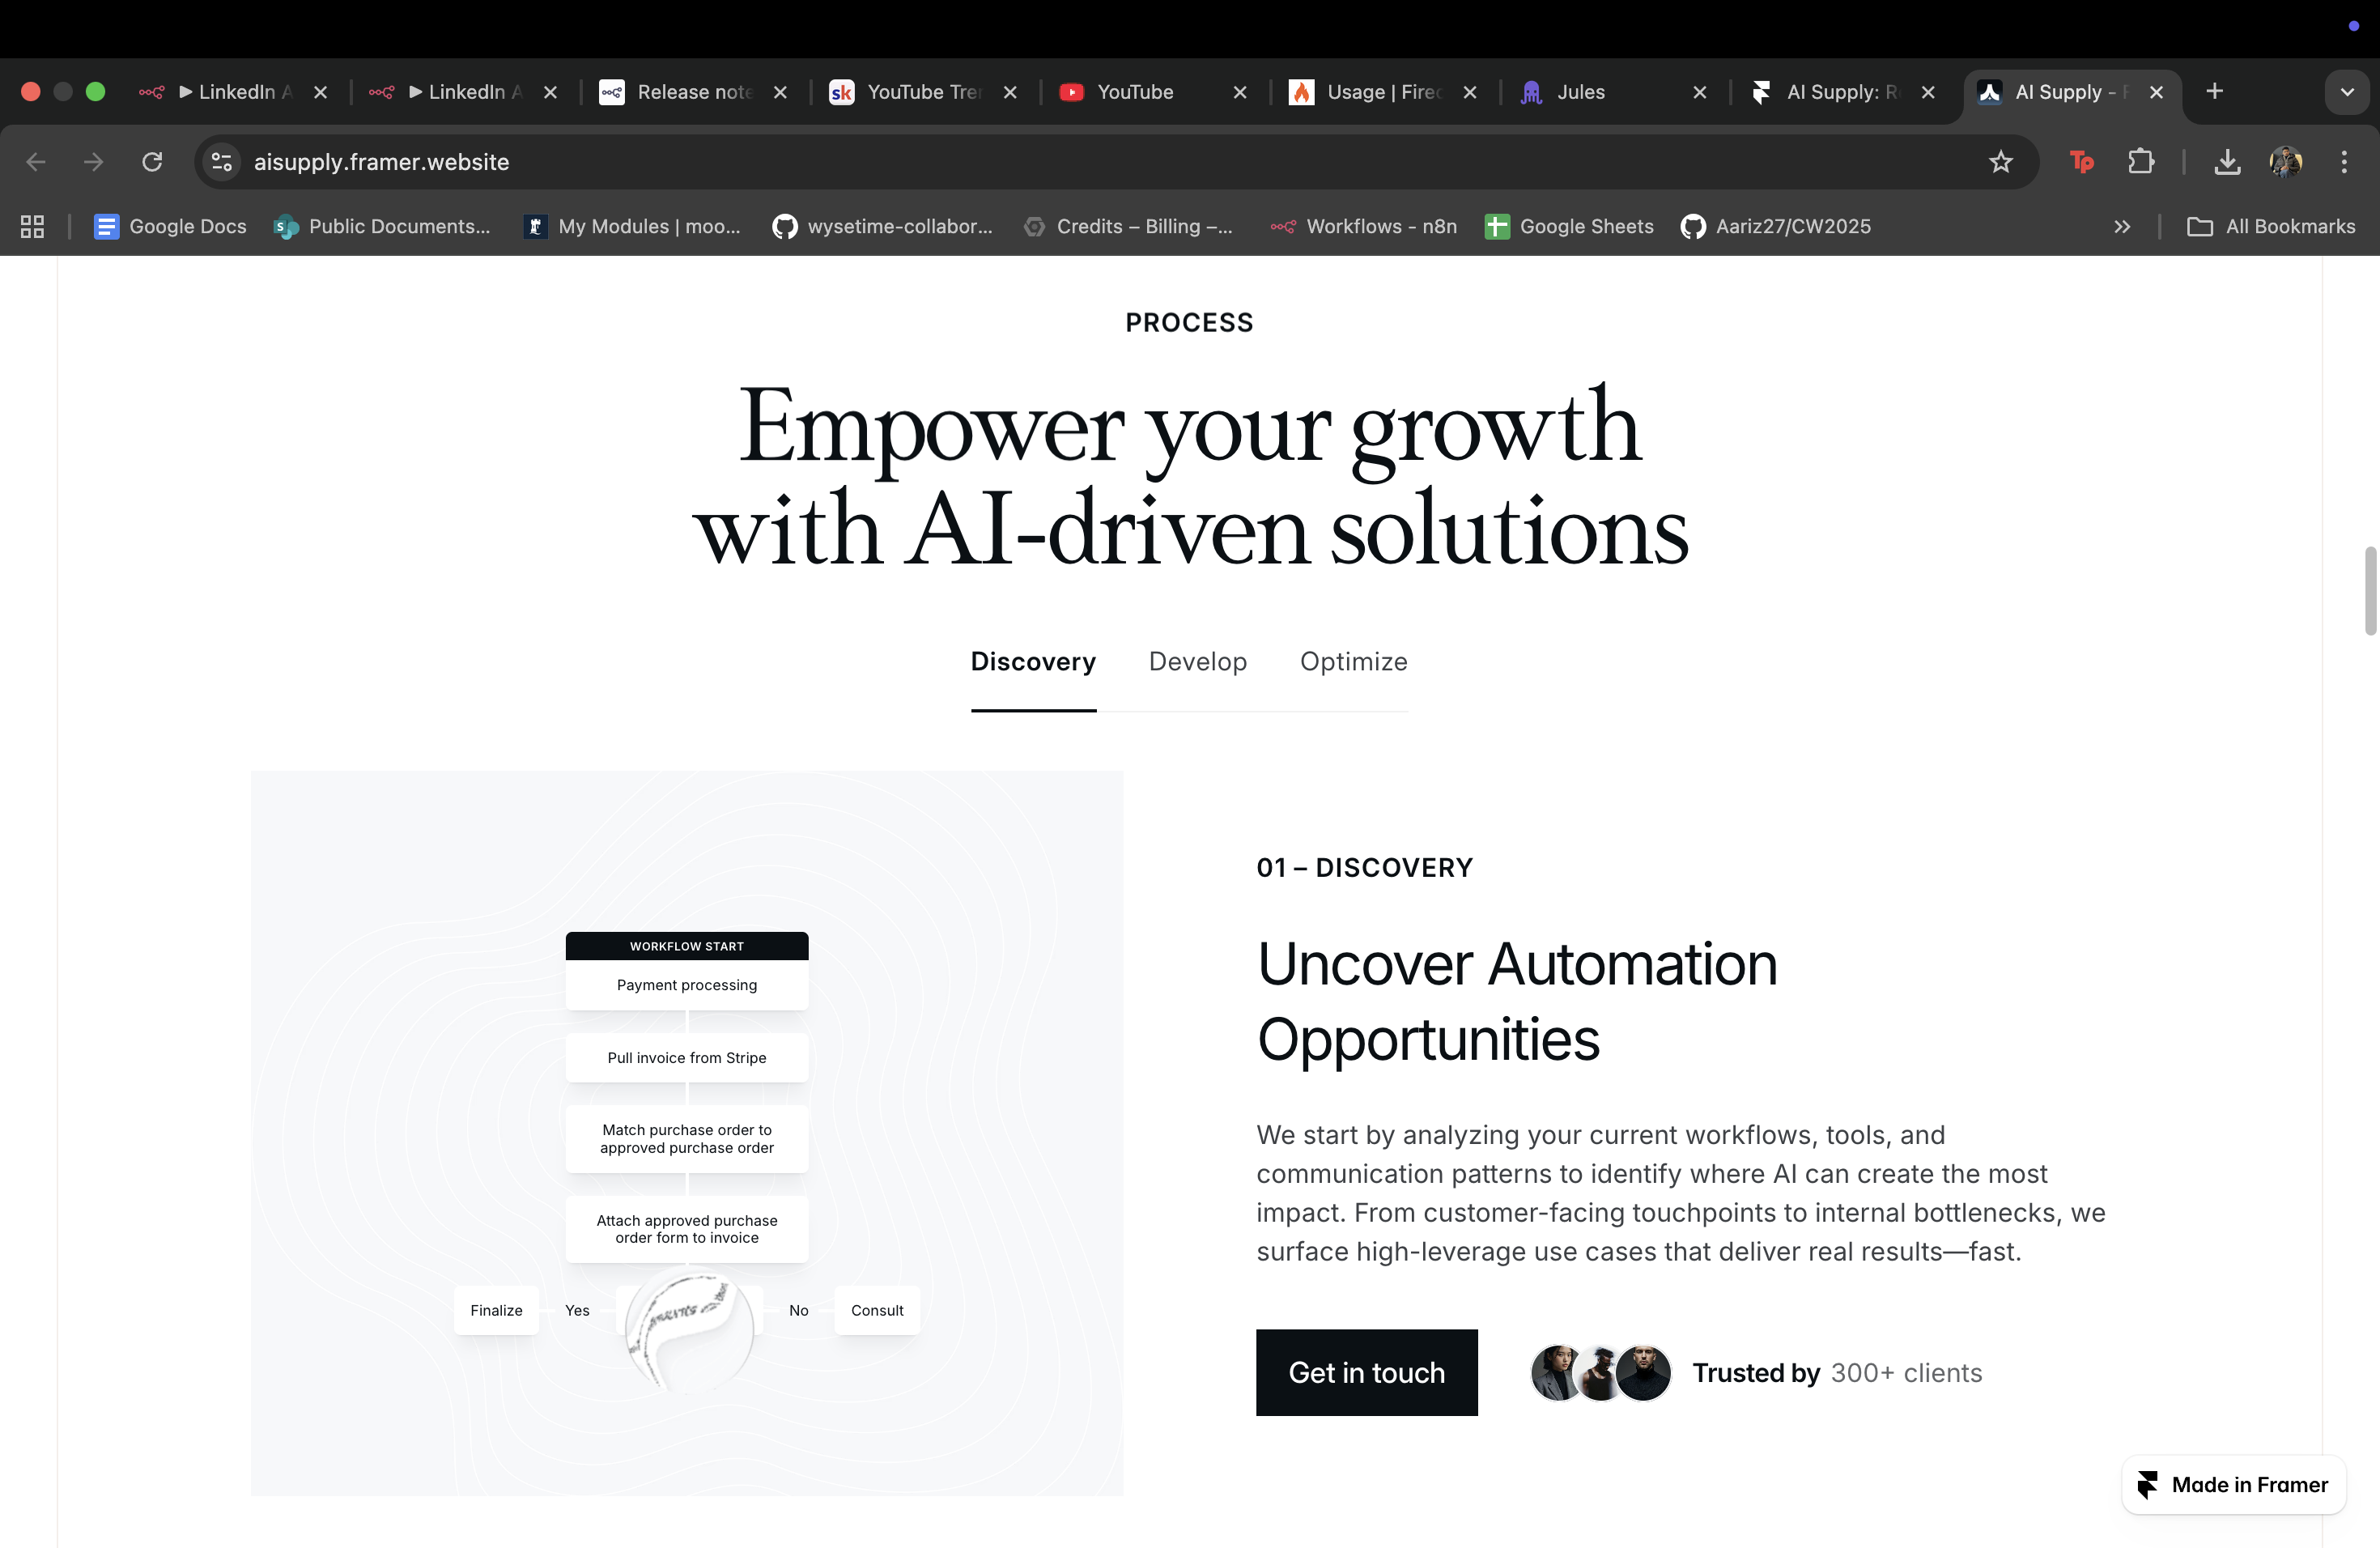 LinkedIn A
LinkedIn A
Release note
sk
YouTube Tre
YouTube
Usage | Firec
Jules
AI Supply: R
AI Supply - F
aisupply.framer.website
Tp
Google Docs
Public Documents...
My Modules | moo...
wysetime-collabor...
Credits – Billing –...
Workflows - n8n
Google Sheets
Aariz27/CW2025
All Bookmarks
PROCESS
Empower your growth
with AI-driven solutions
Discovery Develop Optimize
WORKFLOW START
Payment processing
Pull invoice from Stripe
Match purchase order to
approved purchase order
Attach approved purchase
order form to invoice
Finalize Yes No Consult
01 – DISCOVERY
Uncover Automation
Opportunities
We start by analyzing your current workflows, tools, and
communication patterns to identify where AI can create the most
impact. From customer-facing touchpoints to internal bottlenecks, we
surface high-leverage use cases that deliver real results—fast.
Get in touch
Trusted by 300+ clients
Made in Framer